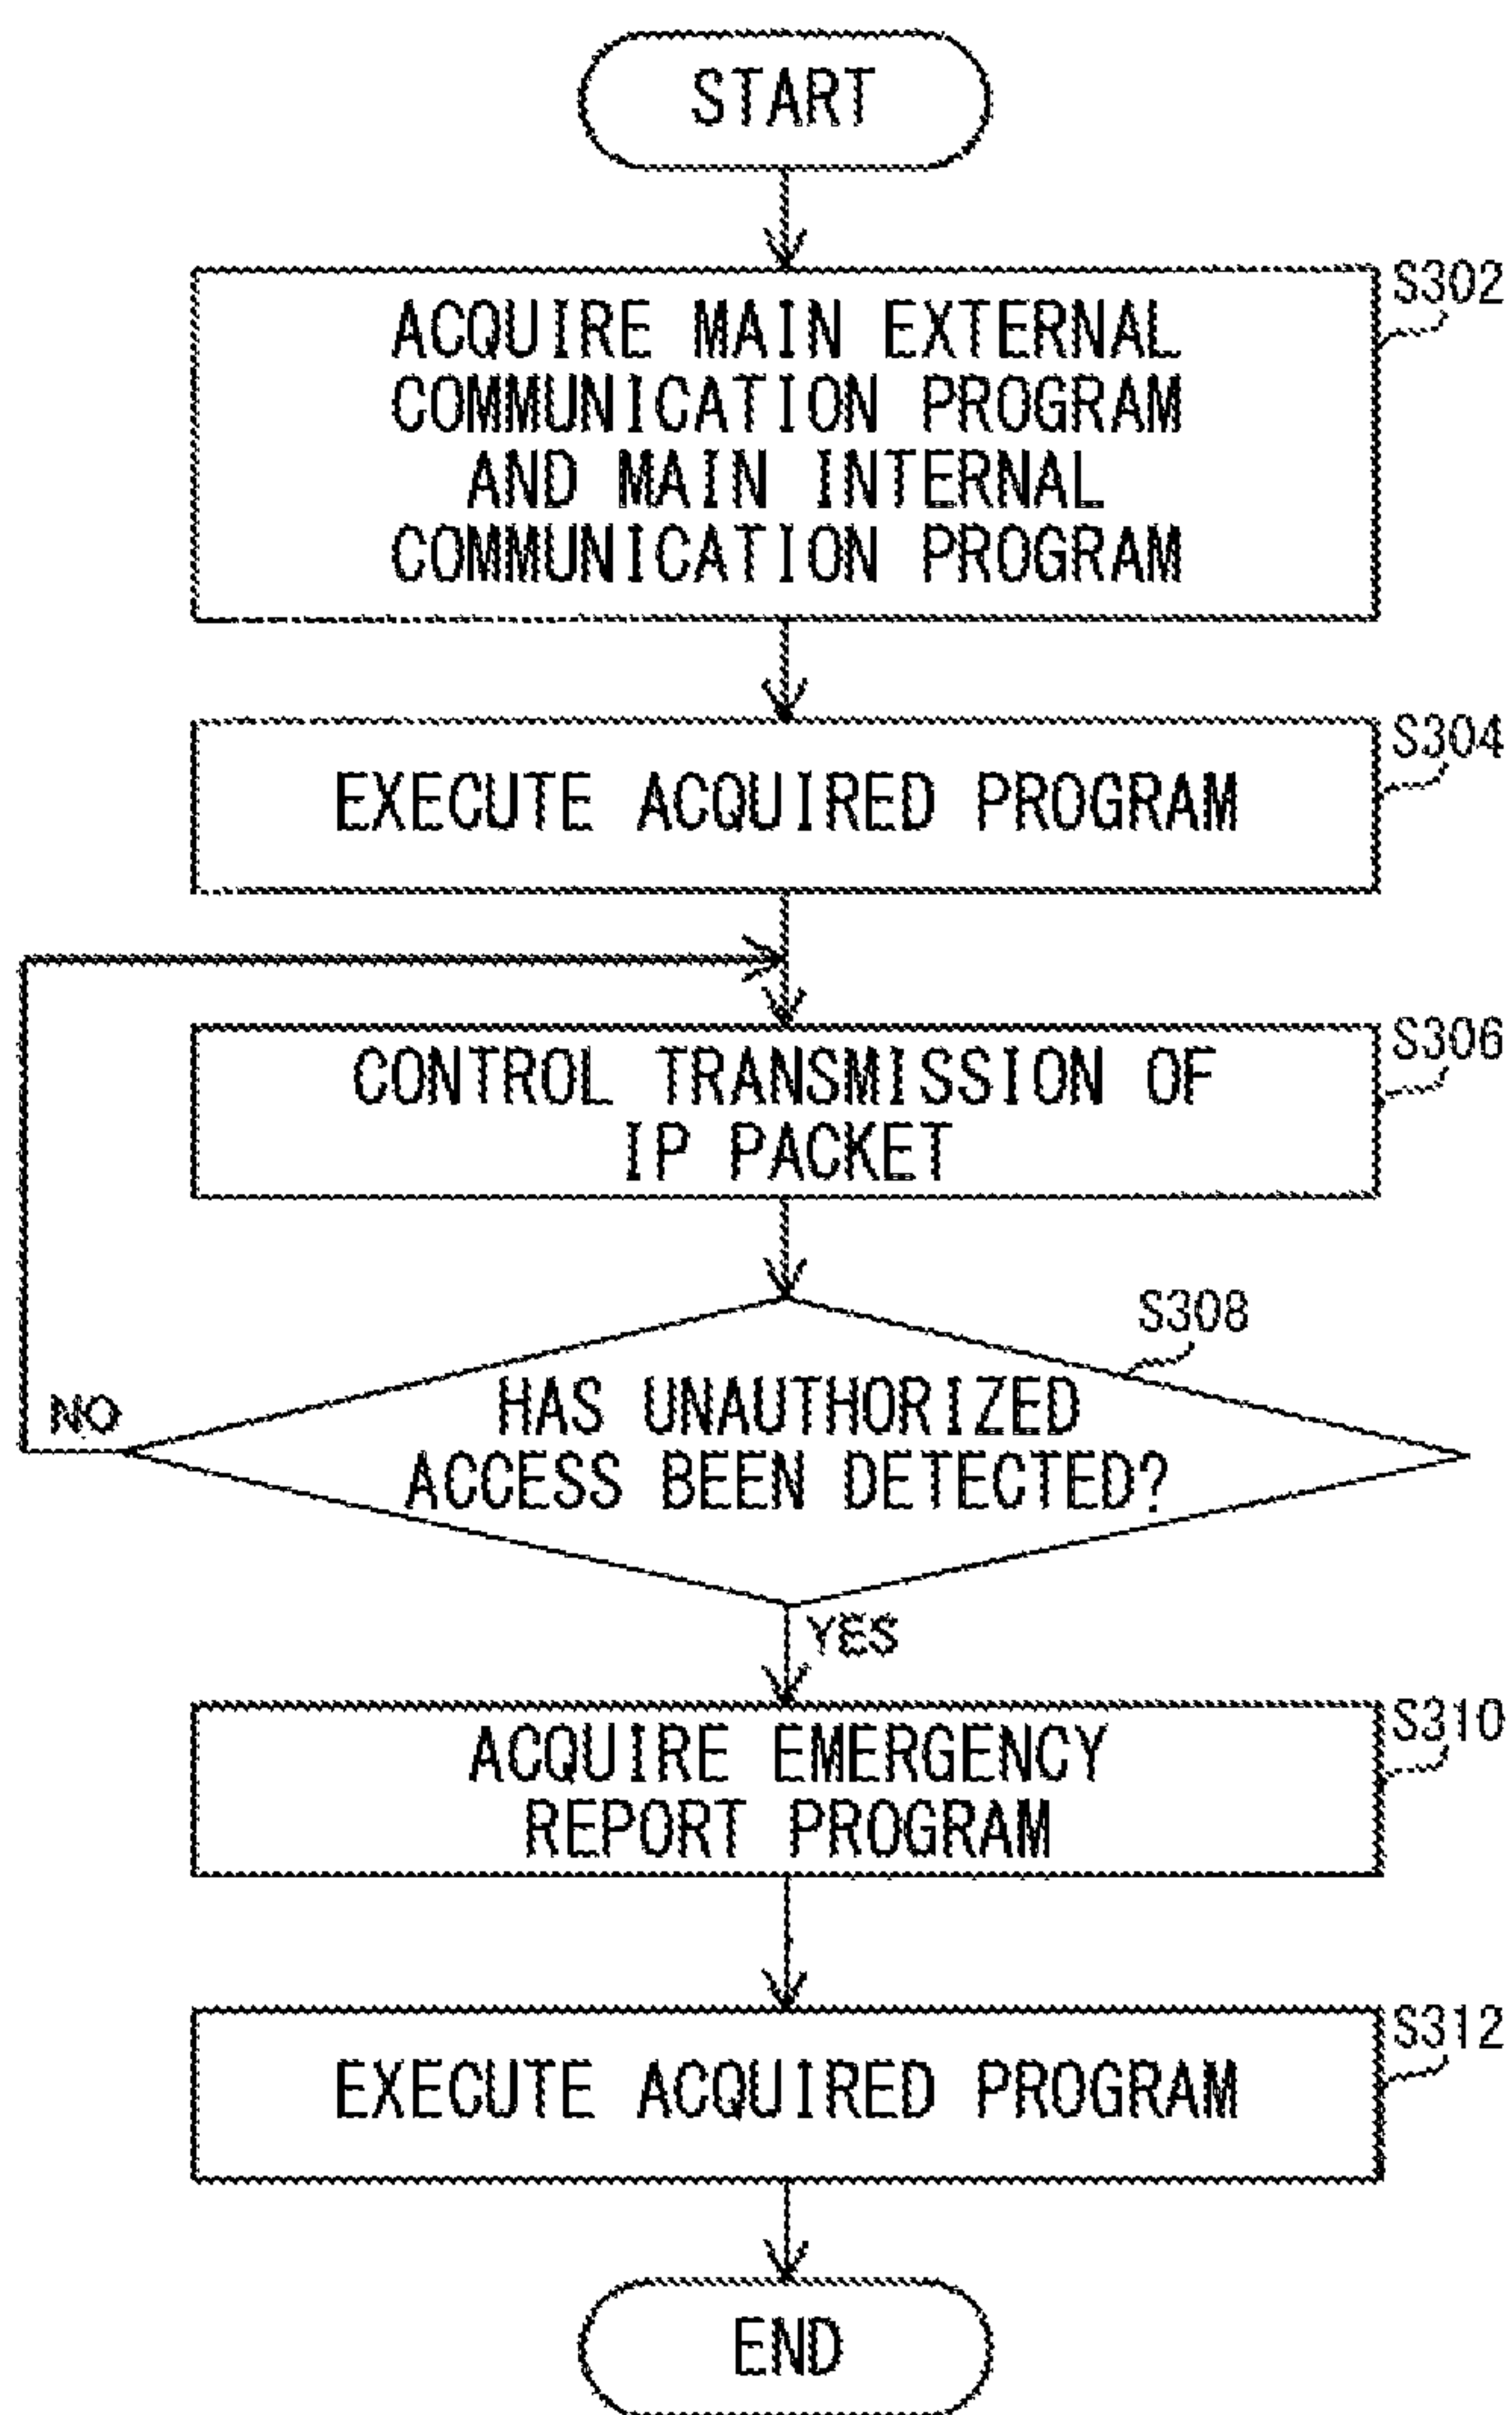 START
S302
ACQUIRE MAIN EXTERNAL
COMMUNICATION PROGRAM
AND MAIN INTERNAL
COMMUNICATION PROGRAM
S304
EXECUTE ACQUIRED PROGRAM
S306
CONTROL TRANSMISSION OF
IP PACKET
S308
HAS UNAUTHORIZED
ACCESS BEEN DETECTED?
NO
YES
S310
ACQUIRE EMERGENCY
REPORT PROGRAM
S312
EXECUTE ACQUIRED PROGRAM
END